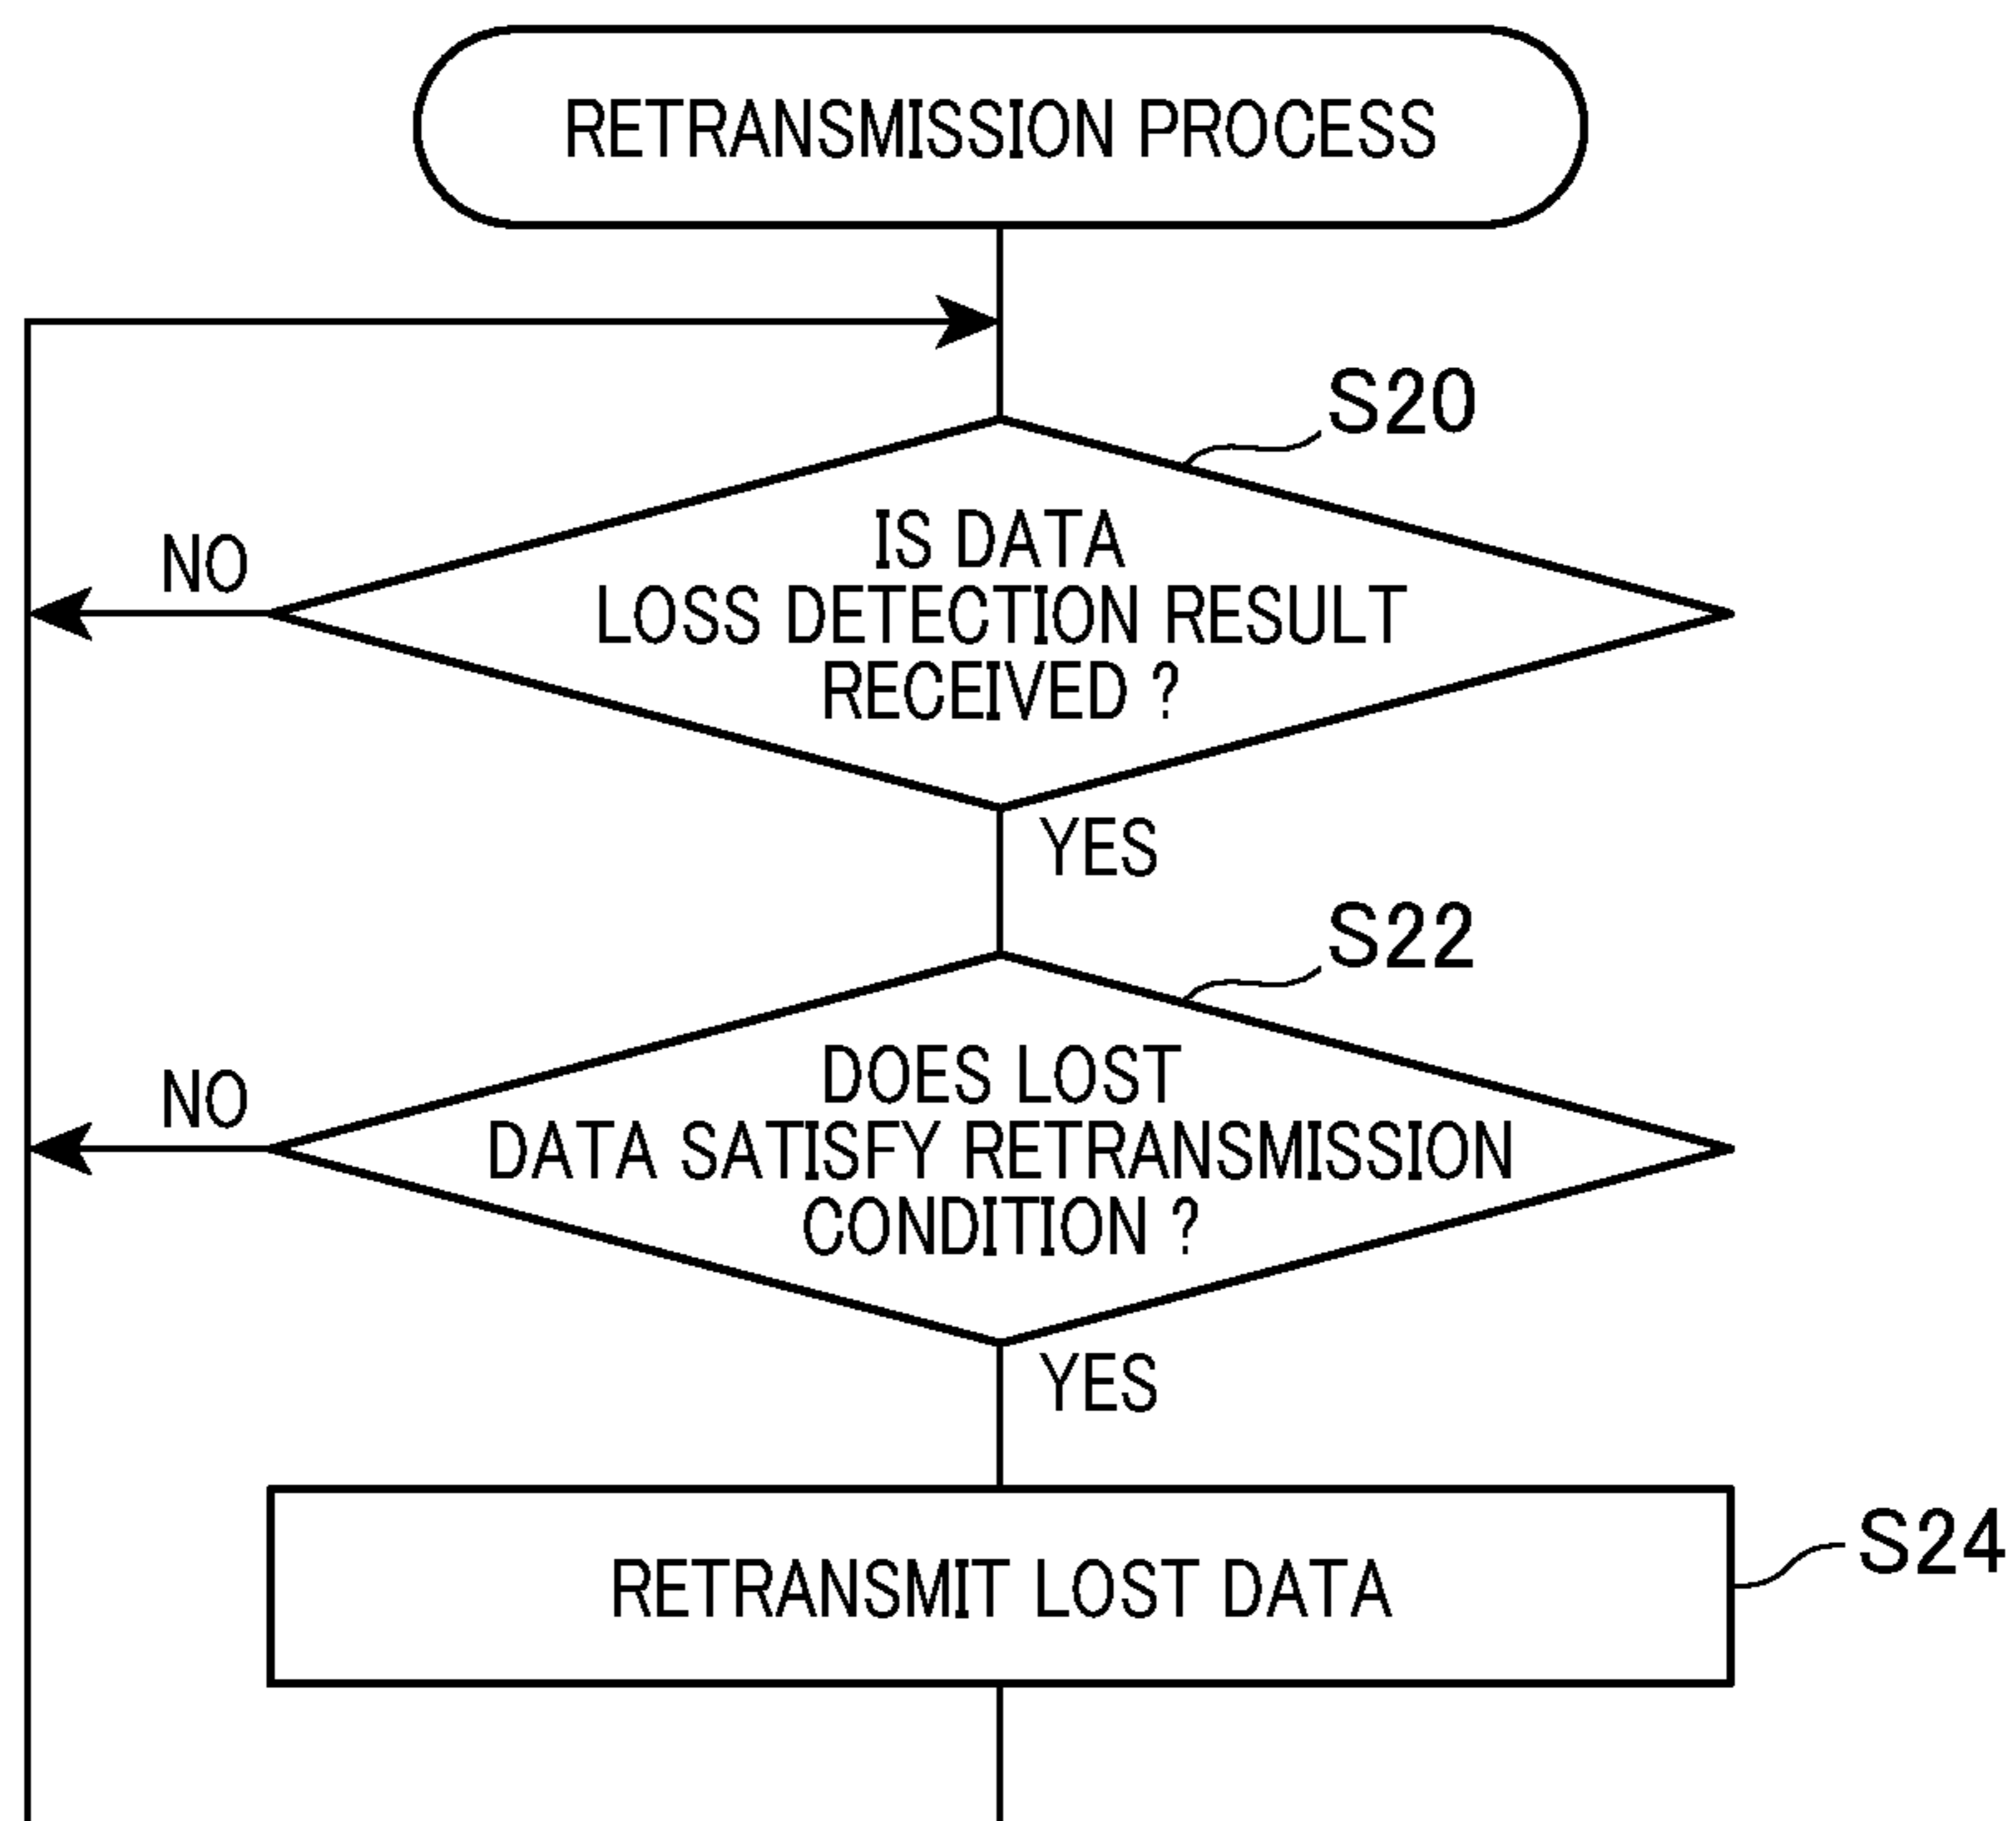 RETRANSMISSION PROCESS
S20
IS DATA
LOSS DETECTION RESULT
RECEIVED ?
NO
YES
S22
DOES LOST
DATA SATISFY RETRANSMISSION
CONDITION ?
NO
YES
RETRANSMIT LOST DATA
S24